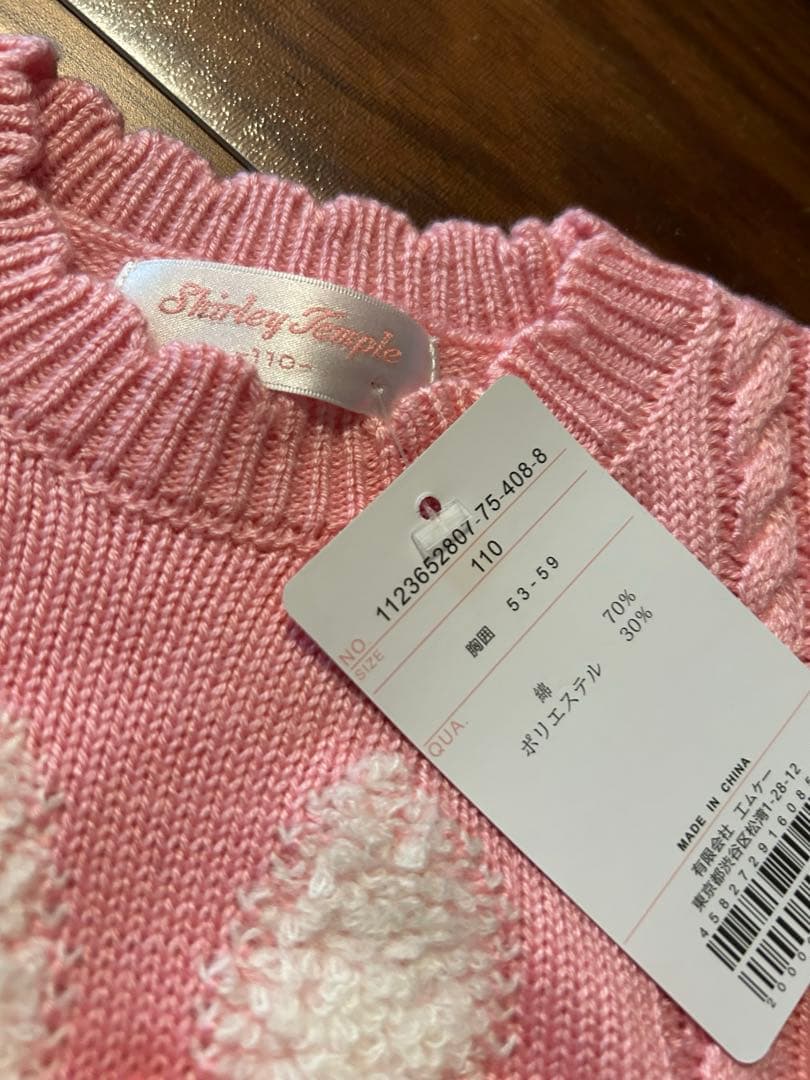 Shirley Temple
-110-
NO. 1123652807-75-408-8
SIZE 110
胸囲 53-59
QUA. 綿 70%
ポリエステル 30%
MADE IN CHINA
有限会社 エムケー
東京都渋谷区松濤1-28-12